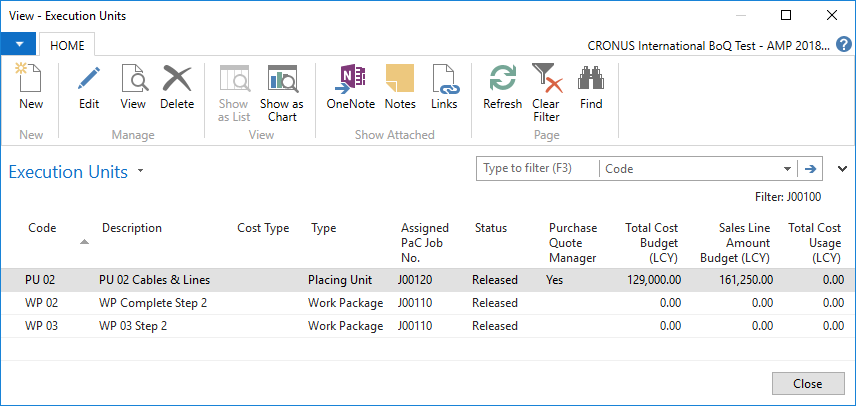 View - Execution Units
HOME
CRONUS International BoQ Test - AMP 2018...
New
Edit
View
Delete
Show as List
Show as Chart
OneNote
Notes
Links
Refresh
Clear Filter
Find
New
Manage
View
Show Attached
Page
Execution Units
Type to filter (F3)
Code
Filter: J00100
Code Description Cost Type Type Assigned PaC Job No. Status Purchase Quote Manager Total Cost Budget (LCY) Sales Line Amount Budget (LCY) Total Cost Usage (LCY)
PU 02 PU 02 Cables & Lines Placing Unit J00120 Released Yes 129,000.00 161,250.00 0.00
WP 02 WP Complete Step 2 Work Package J00110 Released 0.00 0.00 0.00
WP 03 WP 03 Step 2 Work Package J00110 Released 0.00 0.00 0.00
Close